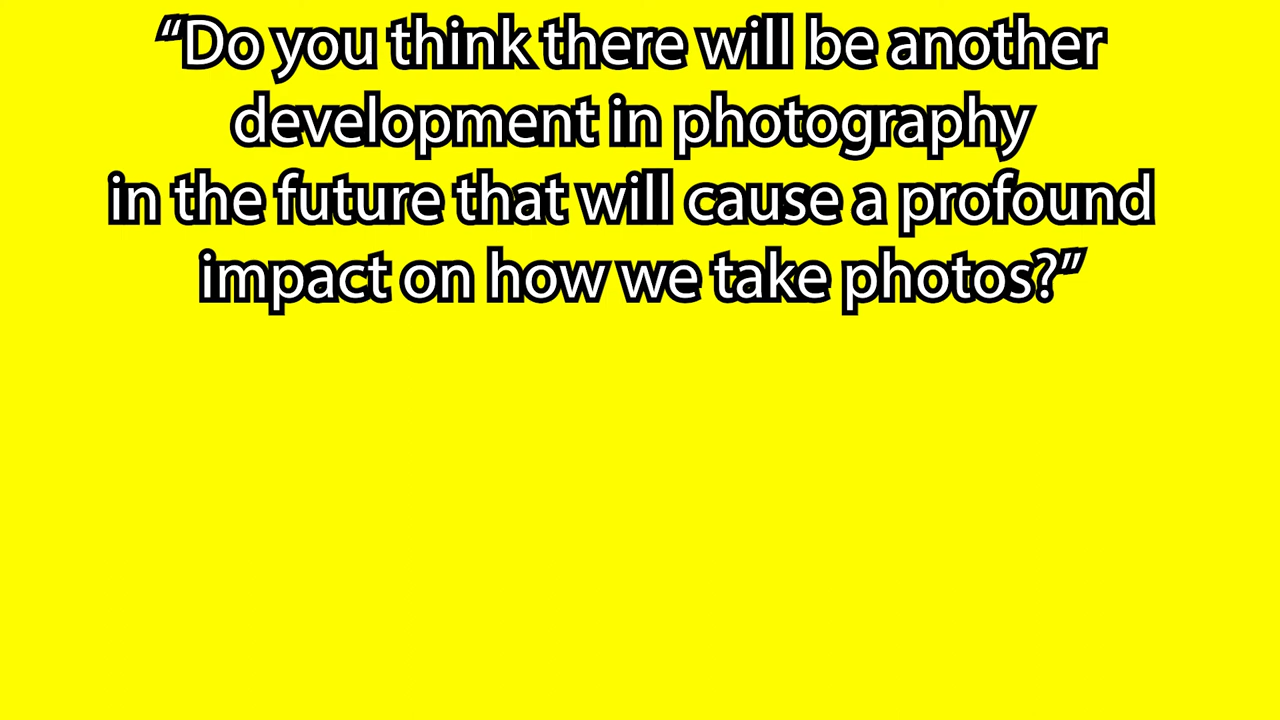 “Do you think there will be another
development in photography
in the future that will cause a profound
impact on how we take photos?”